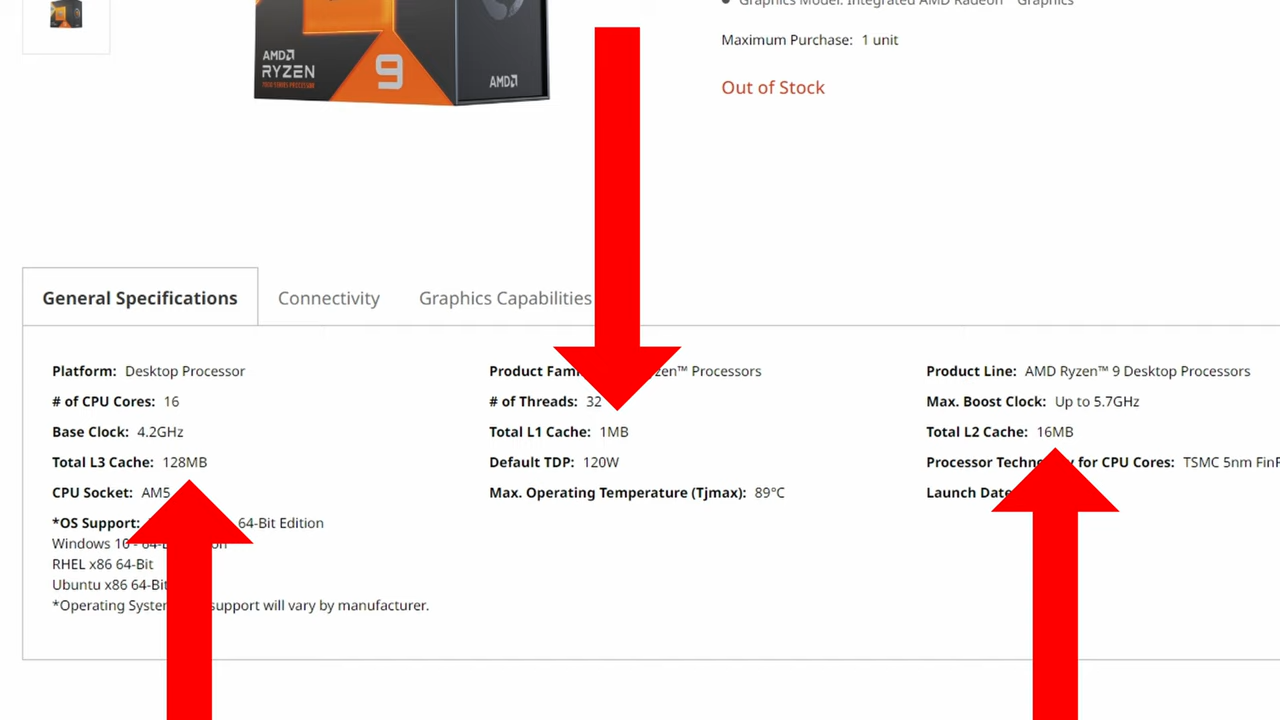 Graphics Model: Integrated AMD Radeon™ Graphics
Maximum Purchase: 1 unit
Out of Stock
AMD
RYZEN
9
AMD
General Specifications
Connectivity
Graphics Capabilities
Platform: Desktop Processor
Product Fami zen™ Processors
Product Line: AMD Ryzen™ 9 Desktop Processors
# of CPU Cores: 16
# of Threads: 32
Max. Boost Clock: Up to 5.7GHz
Base Clock: 4.2GHz
Total L1 Cache: 1MB
Total L2 Cache: 16MB
Total L3 Cache: 128MB
Default TDP: 120W
Processor Techn y for CPU Cores: TSMC 5nm FinF
CPU Socket: AM5
Max. Operating Temperature (Tjmax): 89°C
Launch Date
*OS Support: 64-Bit Edition
Windows 10 - 64-
RHEL x86 64-Bit
Ubuntu x86 64-Bit
*Operating System support will vary by manufacturer.